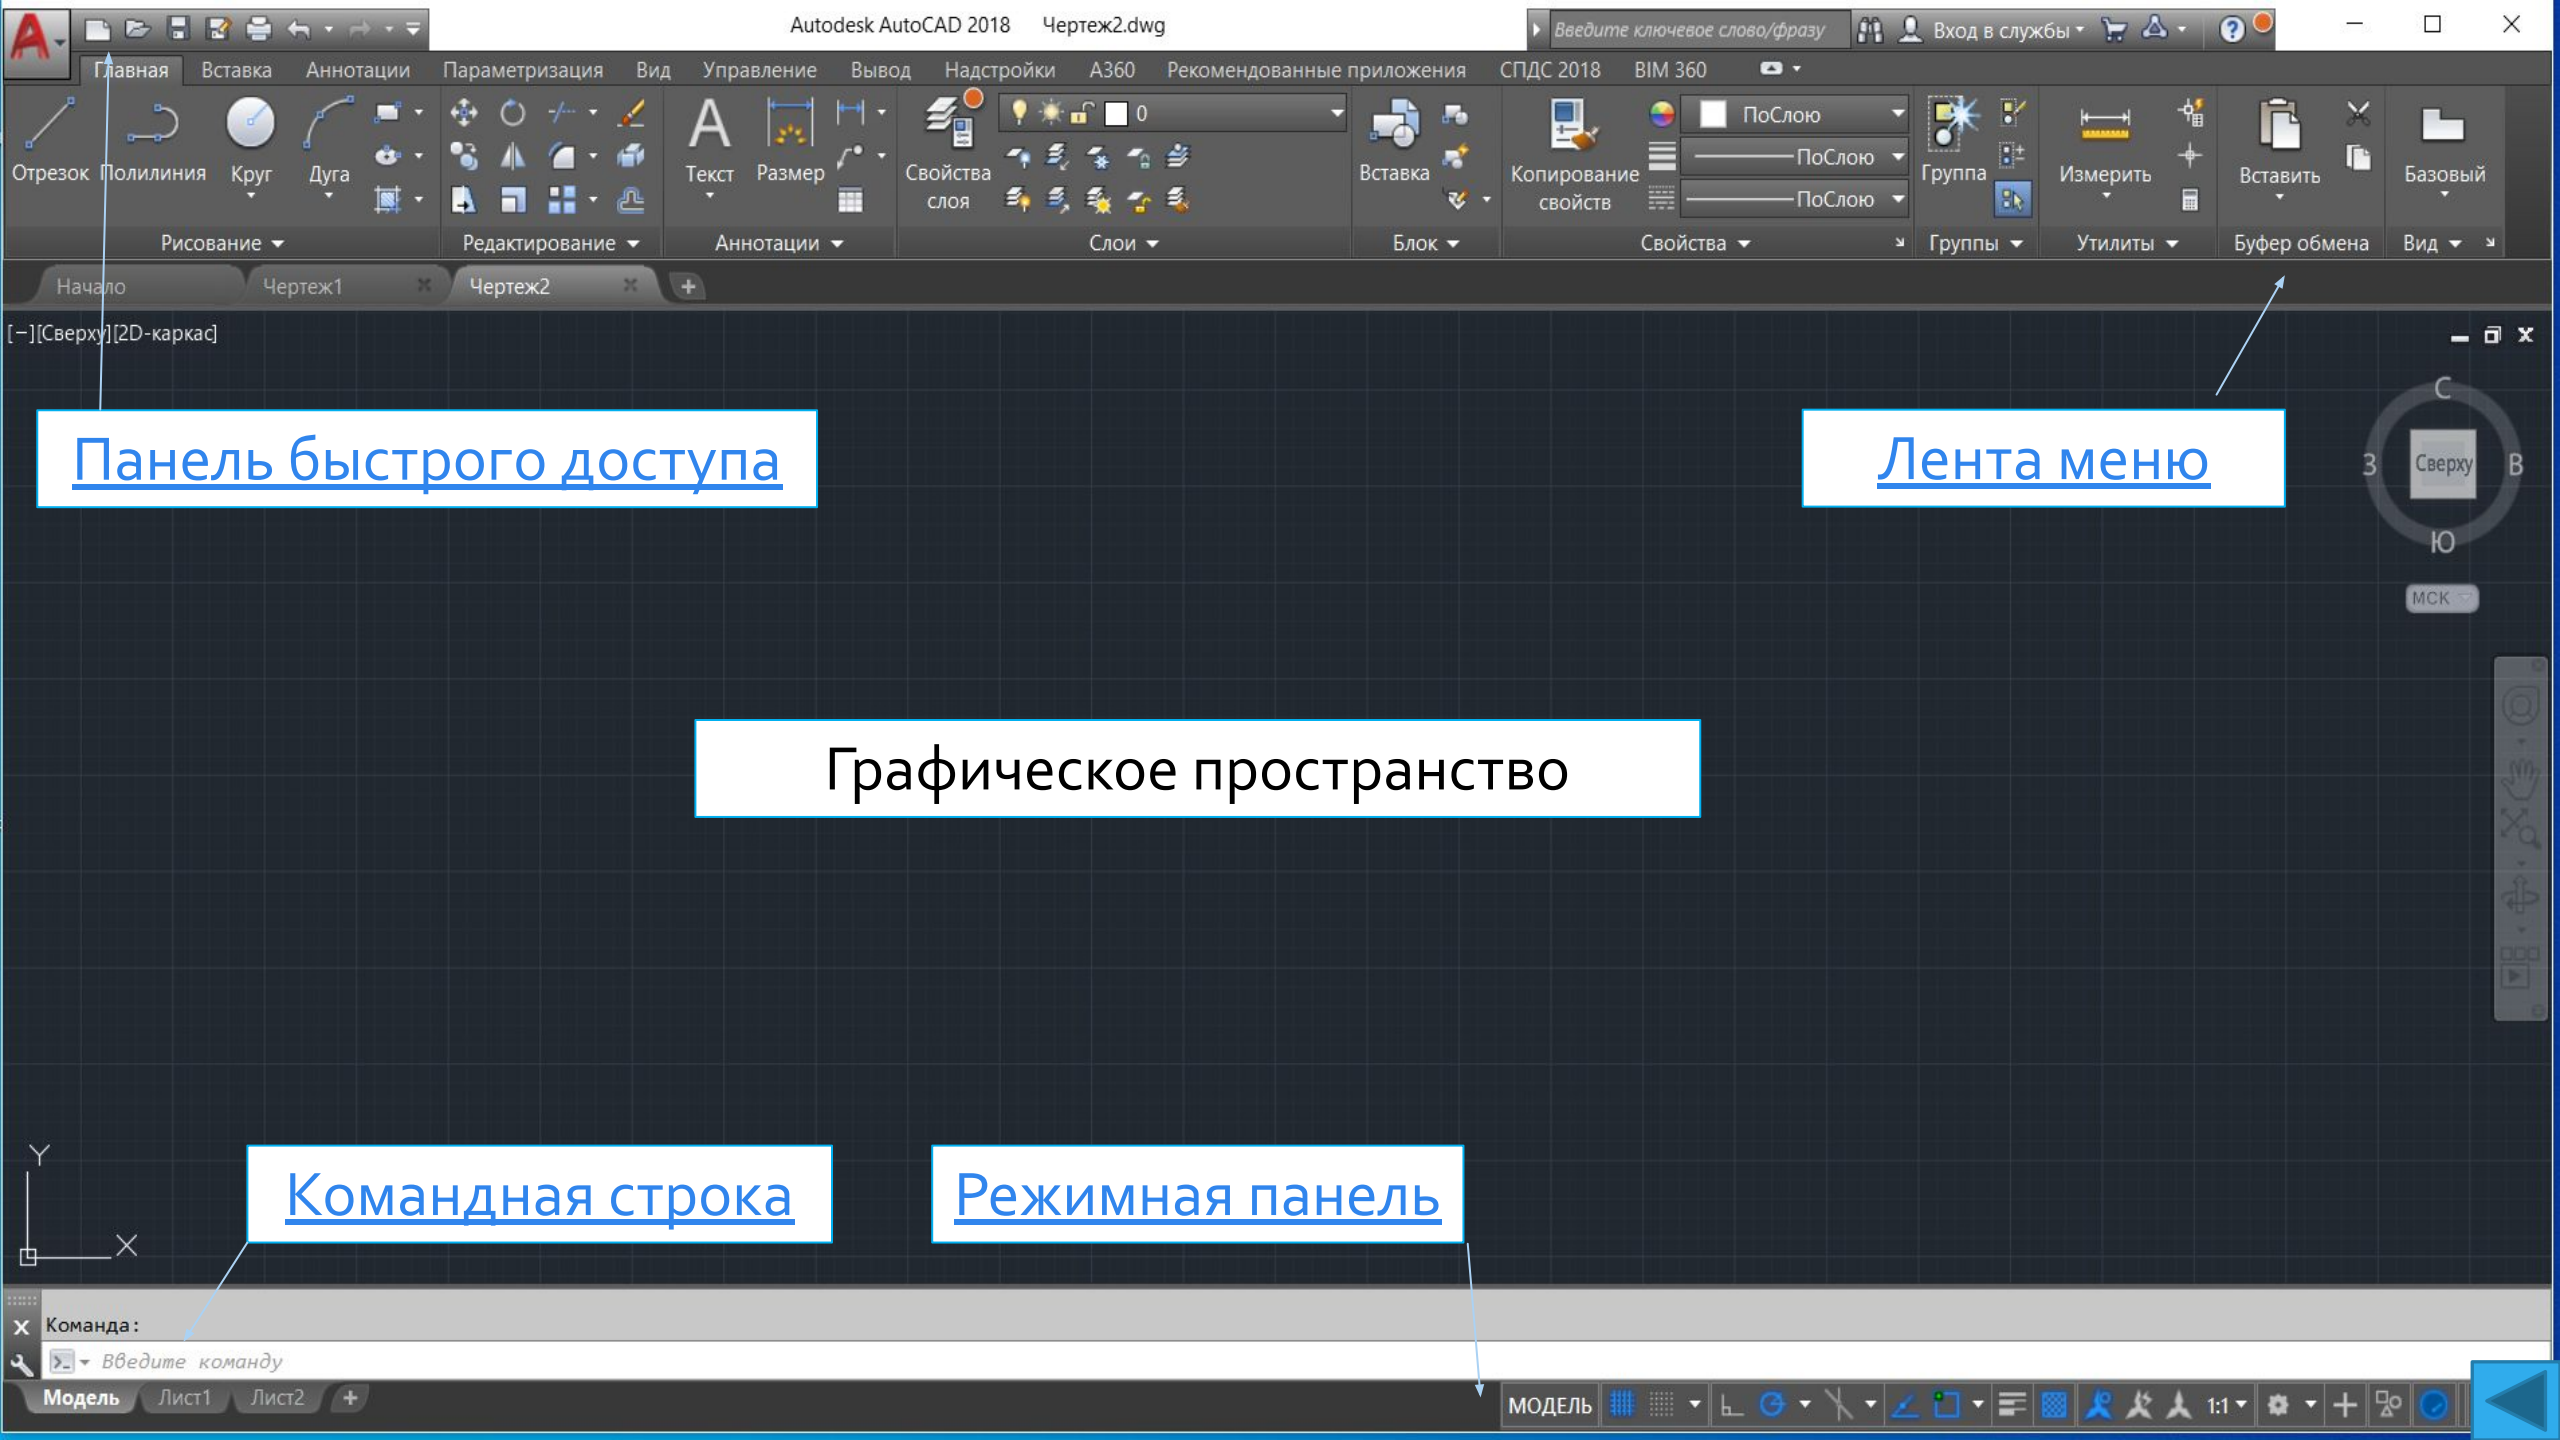 Autodesk AutoCAD 2018 Чертеж2.dwg
Введите ключевое слово/фразу
Вход в службы
Главная Вставка Аннотации Параметризация Вид Управление Вывод Надстройки A360 Рекомендованные приложения СПДС 2018 BIM 360
0
ПоСлою
ПоСлою
ПоСлою
Отрезок Полилиния Круг Дуга
Текст Размер
Свойства
слоя
Вставка
Копирование
свойств
Группа
Измерить
Вставить
Базовый
Рисование Редактирование Аннотации Слои Блок Свойства Группы Утилиты Буфер обмена Вид
Начало Чертеж1 Чертеж2
[−][Сверху][2D-каркас]
Панель быстрого доступа
Лента меню
С
З Сверху В
Ю
МСК
Графическое пространство
Y
X
Командная строка
Режимная панель
Команда:
Введите команду
Модель Лист1 Лист2
МОДЕЛЬ 1:1